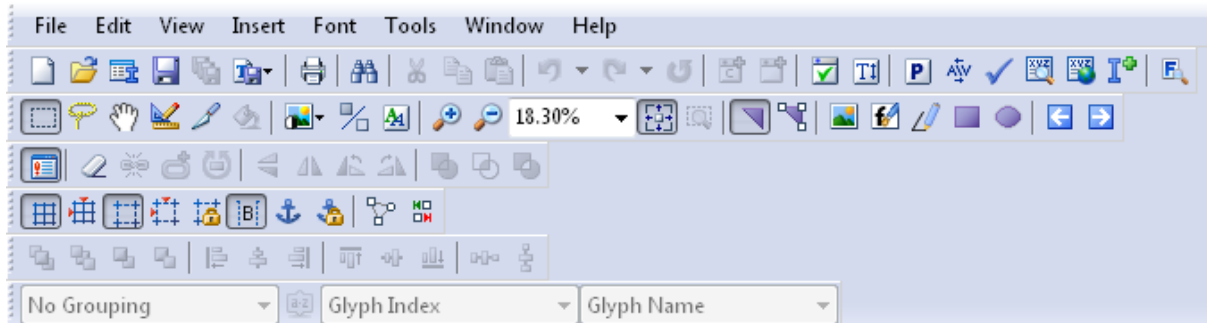 File Edit View Insert Font Tools Window Help
18.30%
No Grouping Glyph Index Glyph Name